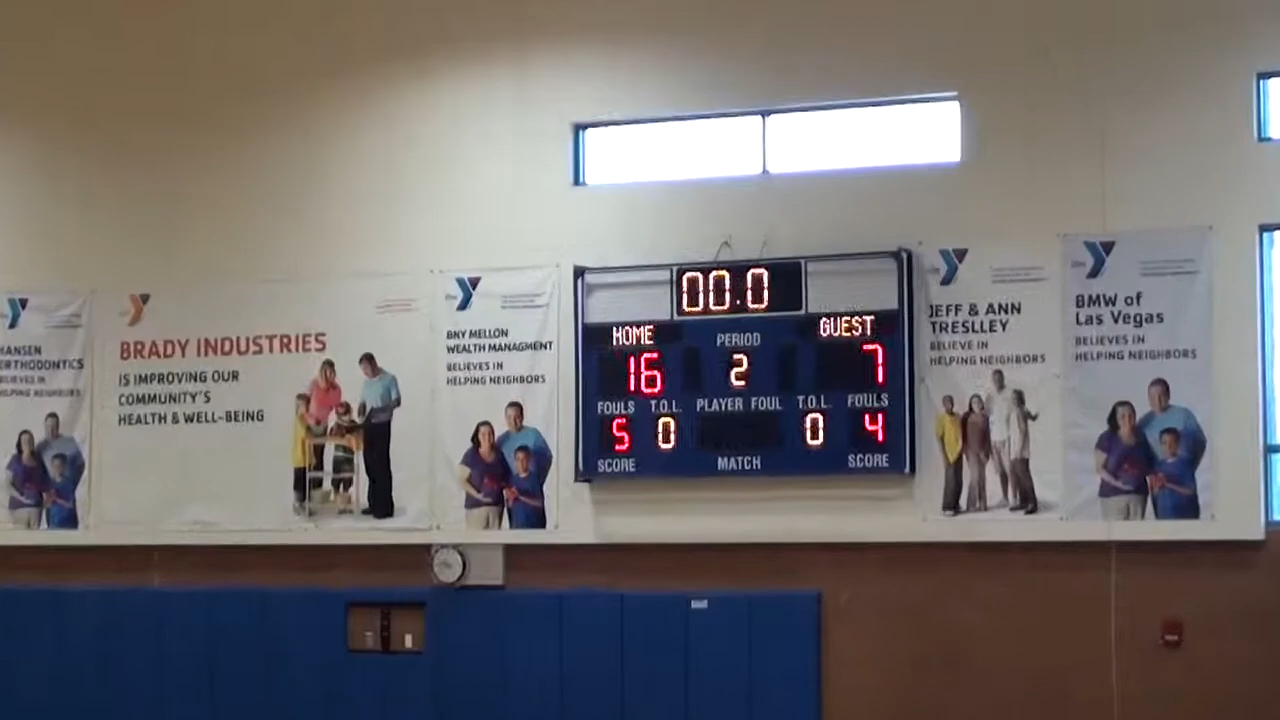 HANSEN
ORTHODONTICS
BELIEVES IN
HELPING NEIGHBORS
BRADY INDUSTRIES
IS IMPROVING OUR
COMMUNITY'S
HEALTH & WELL-BEING
BNY MELLON
WEALTH MANAGMENT
BELIEVES IN
HELPING NEIGHBORS
00.0
HOME
PERIOD
GUEST
16
2
7
FOULS T.O.L. PLAYER FOUL T.O.L. FOULS
5 0 0 4
SCORE MATCH SCORE
JEFF & ANN
TRESLLEY
BELIEVE IN
HELPING NEIGHBORS
BMW of
Las Vegas
BELIEVES IN
HELPING NEIGHBORS